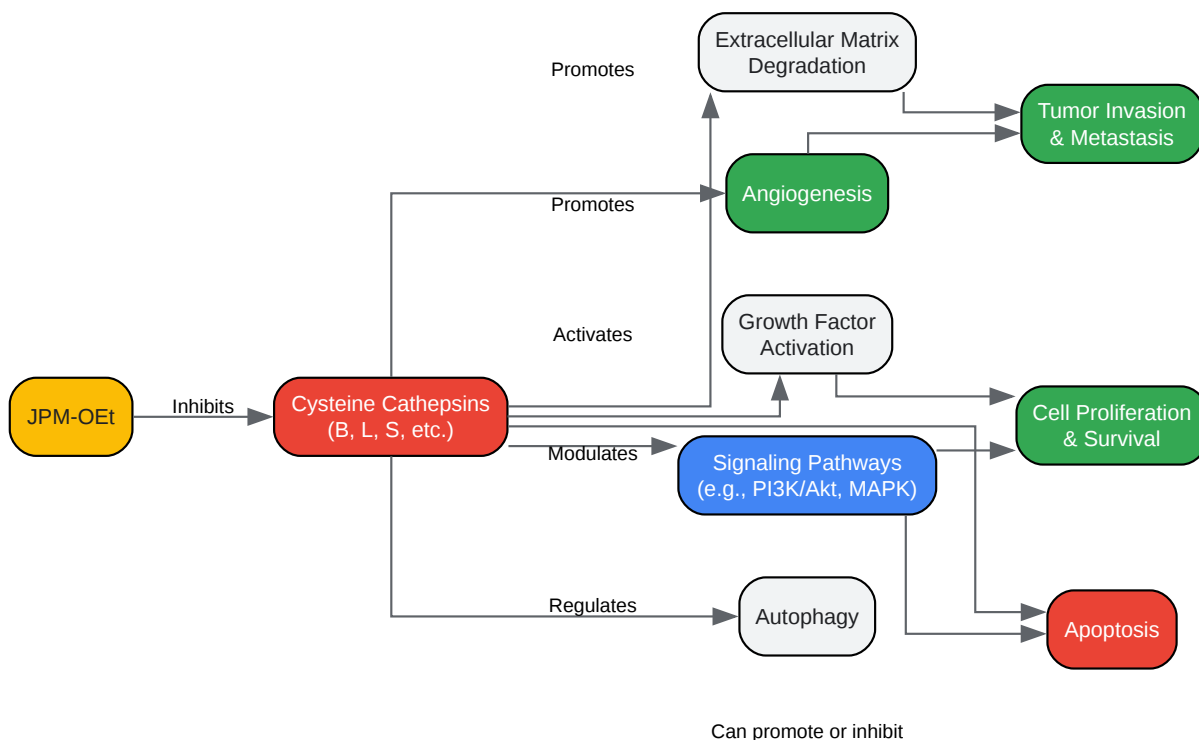 Extracellular Matrix
Degradation
Promotes
Tumor Invasion
& Metastasis
Angiogenesis
Promotes
Growth Factor
Activation
Activates
JPM-OEt
Inhibits
Cysteine Cathepsins
(B, L, S, etc.)
Cell Proliferation
& Survival
Modulates
Signaling Pathways
(e.g., PI3K/Akt, MAPK)
Regulates
Autophagy
Apoptosis
Can promote or inhibit